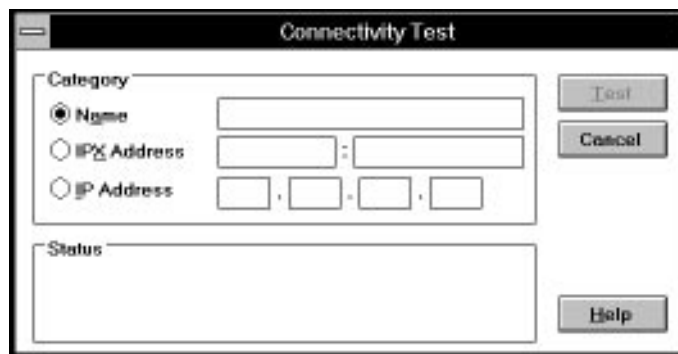 Connectivity Test
Category
Name
IPX Address
:
IP Address
. . .
Test
Cancel
Status
Help